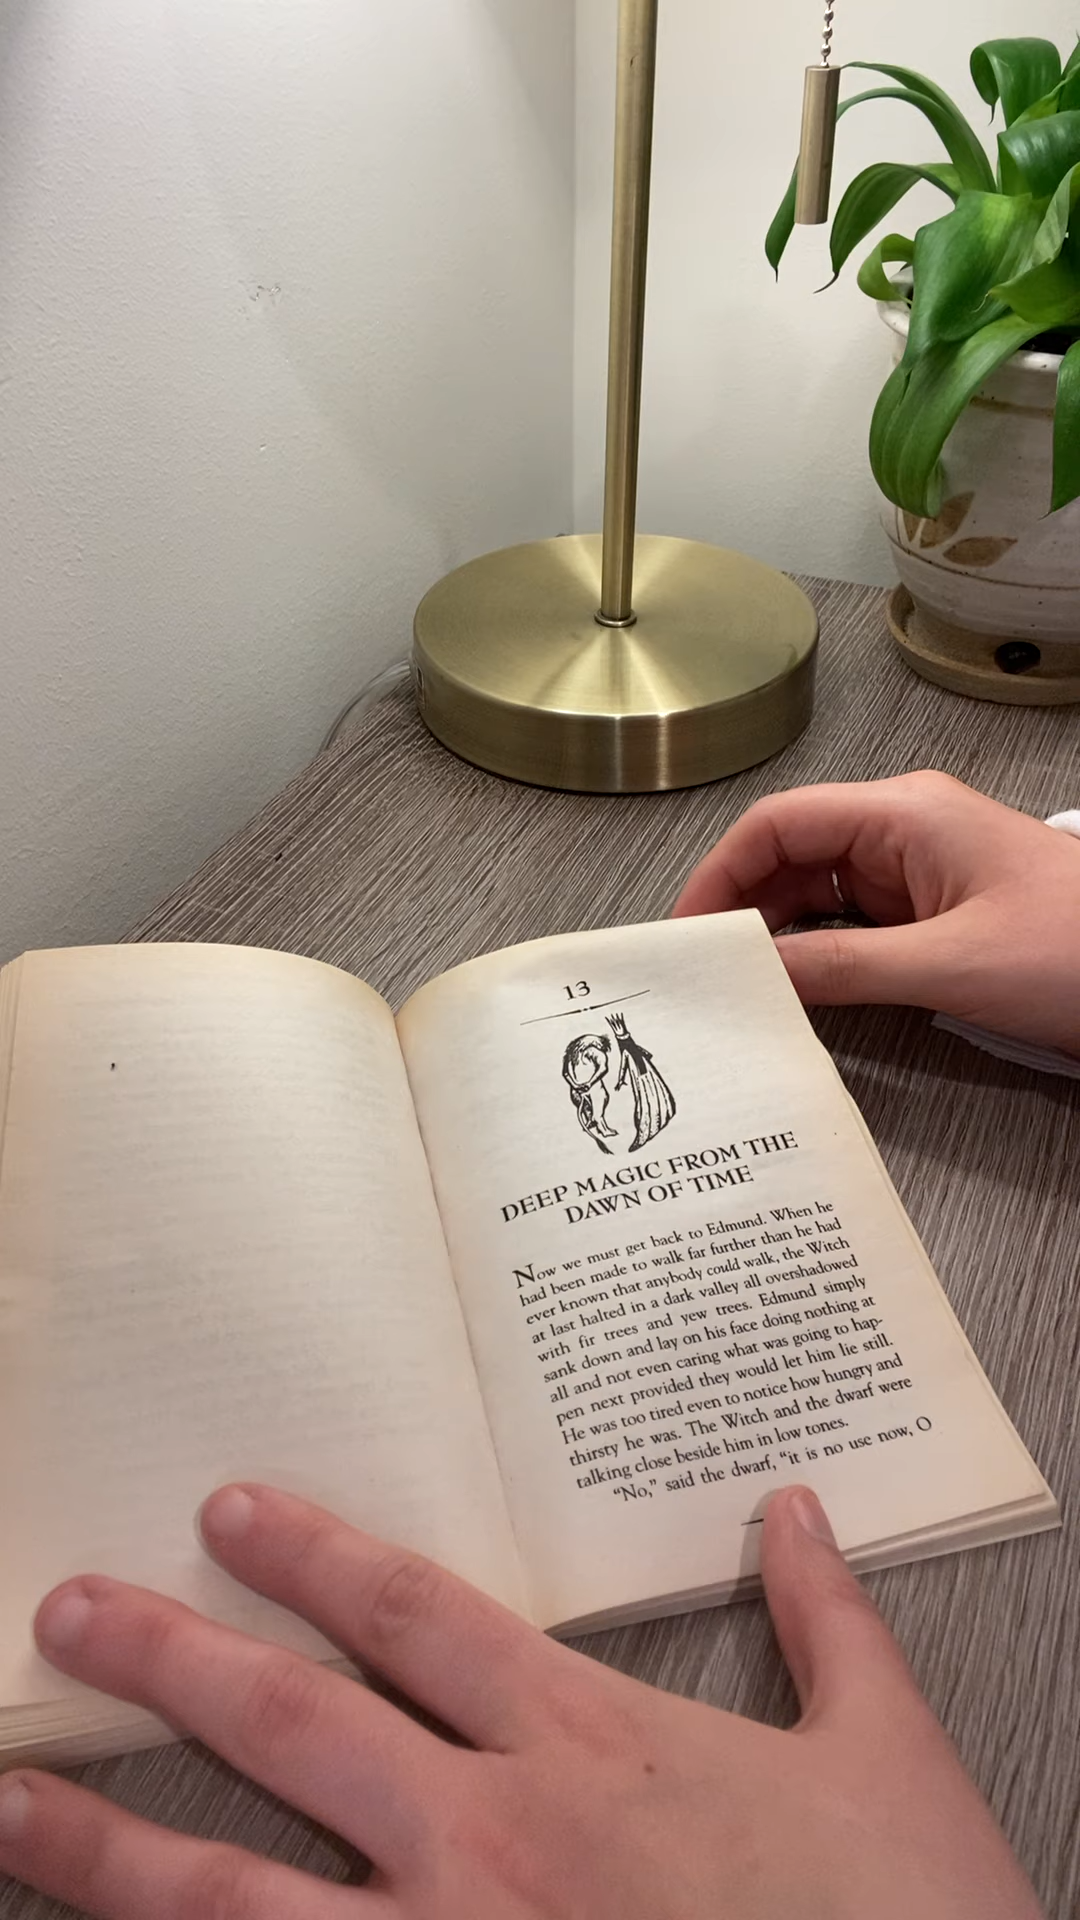 13
DEEP MAGIC FROM THE
DAWN OF TIME
Now we must get back to Edmund. When he
had been made to walk far further than he had
ever known that anybody could walk, the Witch
at last halted in a dark valley all overshadowed
with fir trees and yew trees. Edmund simply
sank down and lay on his face doing nothing at
all and not even caring what was going to hap-
pen next provided they would let him lie still.
He was too tired even to notice how hungry and
thirsty he was. The Witch and the dwarf were
talking close beside him in low tones.
“No,” said the dwarf, “it is no use now, O